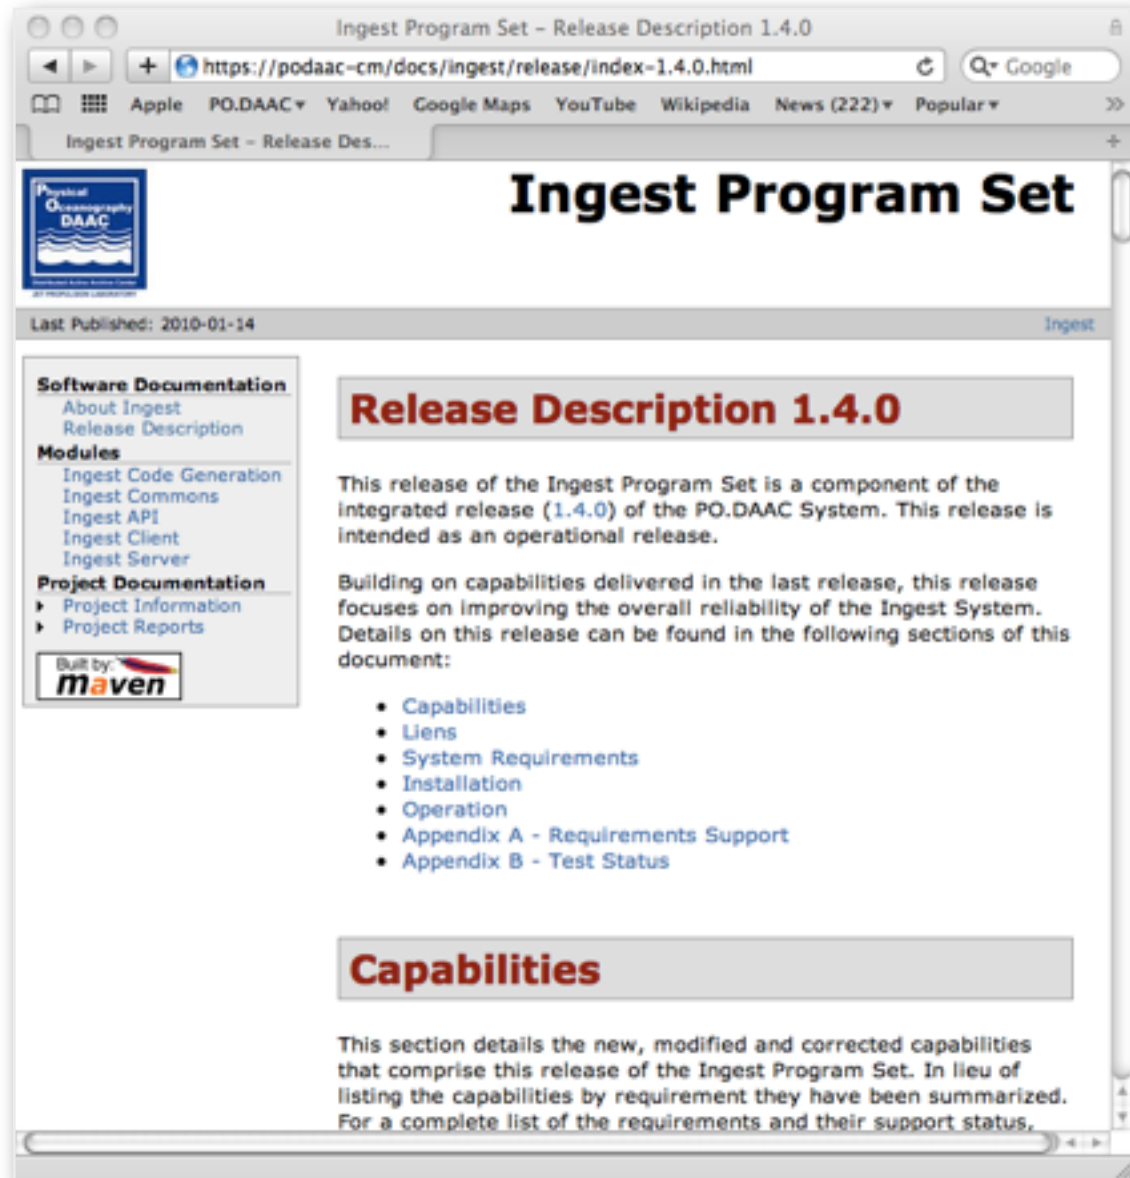 Ingest Program Set – Release Description 1.4.0
https://podaac-cm/docs/ingest/release/index-1.4.0.html
Google
Apple PO.DAAC▾ Yahoo! Google Maps YouTube Wikipedia News (222)▾ Popular▾ »
Ingest Program Set – Release Des...
Physical
Oceanography
DAAC
Distributed Active Archive Center
JET PROPULSION LABORATORY
Ingest Program Set
Last Published: 2010-01-14
Ingest
Software Documentation
About Ingest
Release Description
Modules
Ingest Code Generation
Ingest Commons
Ingest API
Ingest Client
Ingest Server
Project Documentation
Project Information
Project Reports
Built by:
maven
Release Description 1.4.0
This release of the Ingest Program Set is a component of the
integrated release (1.4.0) of the PO.DAAC System. This release is
intended as an operational release.
Building on capabilities delivered in the last release, this release
focuses on improving the overall reliability of the Ingest System.
Details on this release can be found in the following sections of this
document:
• Capabilities
• Liens
• System Requirements
• Installation
• Operation
• Appendix A - Requirements Support
• Appendix B - Test Status
Capabilities
This section details the new, modified and corrected capabilities
that comprise this release of the Ingest Program Set. In lieu of
listing the capabilities by requirement they have been summarized.
For a complete list of the requirements and their support status,